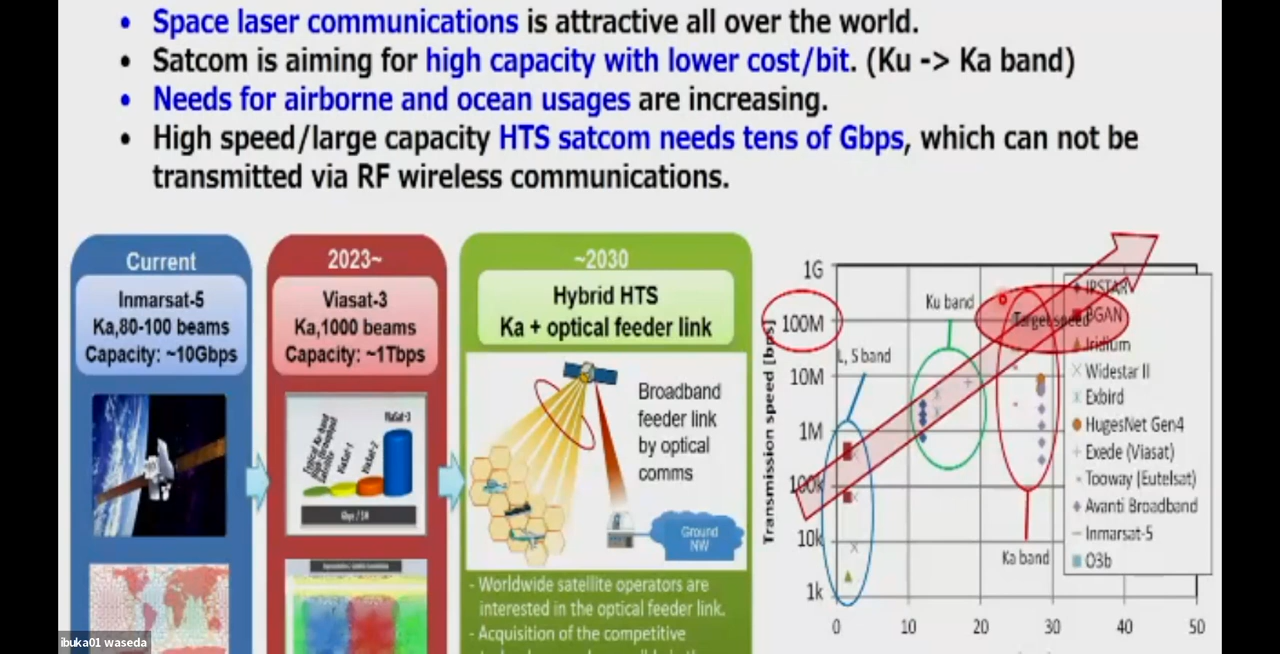 • Space laser communications is attractive all over the world.
• Satcom is aiming for high capacity with lower cost/bit. (Ku -> Ka band)
• Needs for airborne and ocean usages are increasing.
• High speed/large capacity HTS satcom needs tens of Gbps, which can not be
transmitted via RF wireless communications.
Current
Inmarsat-5
Ka,80-100 beams
Capacity: ~10Gbps
2023~
Viasat-3
Ka,1000 beams
Capacity: ~1Tbps
ViaSat-1
ViaSat-2
ViaSat-3
~2030
Hybrid HTS
Ka + optical feeder link
Broadband
feeder link
by optical
comms
Ground
NW
- Worldwide satellite operators are
interested in the optical feeder link.
- Acquisition of the competitive
Transmission speed [bps]
1G
100M
10M
1M
100k
10k
1k
0 10 20 30 40 50
L, S band
Ku band
Ka band
Target speed
IPSTAR
BGAN
Iridium
Widestar II
Exbird
HugesNet Gen4
Exede (Viasat)
Tooway (Eutelsat)
Avanti Broadband
Inmarsat-5
O3b
ibuka01 waseda